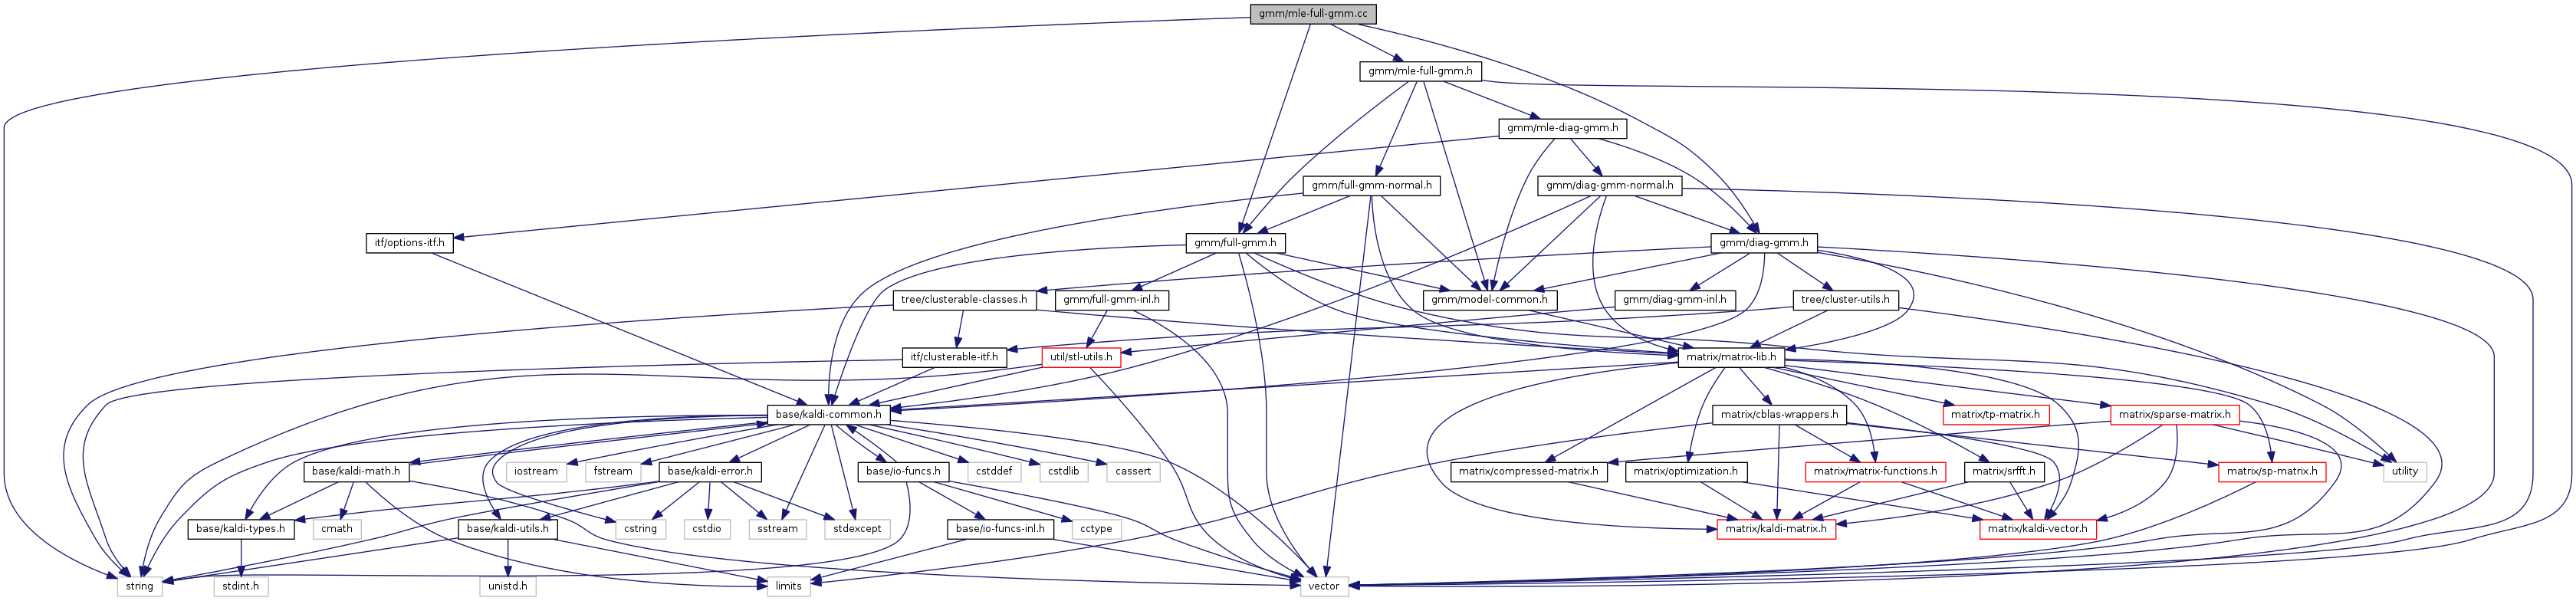 gmm/mle-full-gmm.cc
gmm/mle-full-gmm.h
gmm/mle-diag-gmm.h
gmm/full-gmm-normal.h
gmm/diag-gmm-normal.h
itf/options-itf.h
gmm/full-gmm.h
gmm/diag-gmm.h
tree/clusterable-classes.h
gmm/full-gmm-inl.h
gmm/model-common.h
gmm/diag-gmm-inl.h
tree/cluster-utils.h
itf/clusterable-itf.h
util/stl-utils.h
matrix/matrix-lib.h
base/kaldi-common.h
matrix/cblas-wrappers.h
matrix/tp-matrix.h
matrix/sparse-matrix.h
base/kaldi-math.h
iostream
fstream
base/kaldi-error.h
base/io-funcs.h
cstddef
cstdlib
cassert
matrix/compressed-matrix.h
matrix/optimization.h
matrix/matrix-functions.h
matrix/srfft.h
matrix/sp-matrix.h
utility
base/kaldi-types.h
cmath
base/kaldi-utils.h
cstring
cstdio
sstream
stdexcept
base/io-funcs-inl.h
cctype
matrix/kaldi-matrix.h
matrix/kaldi-vector.h
string
stdint.h
unistd.h
limits
vector